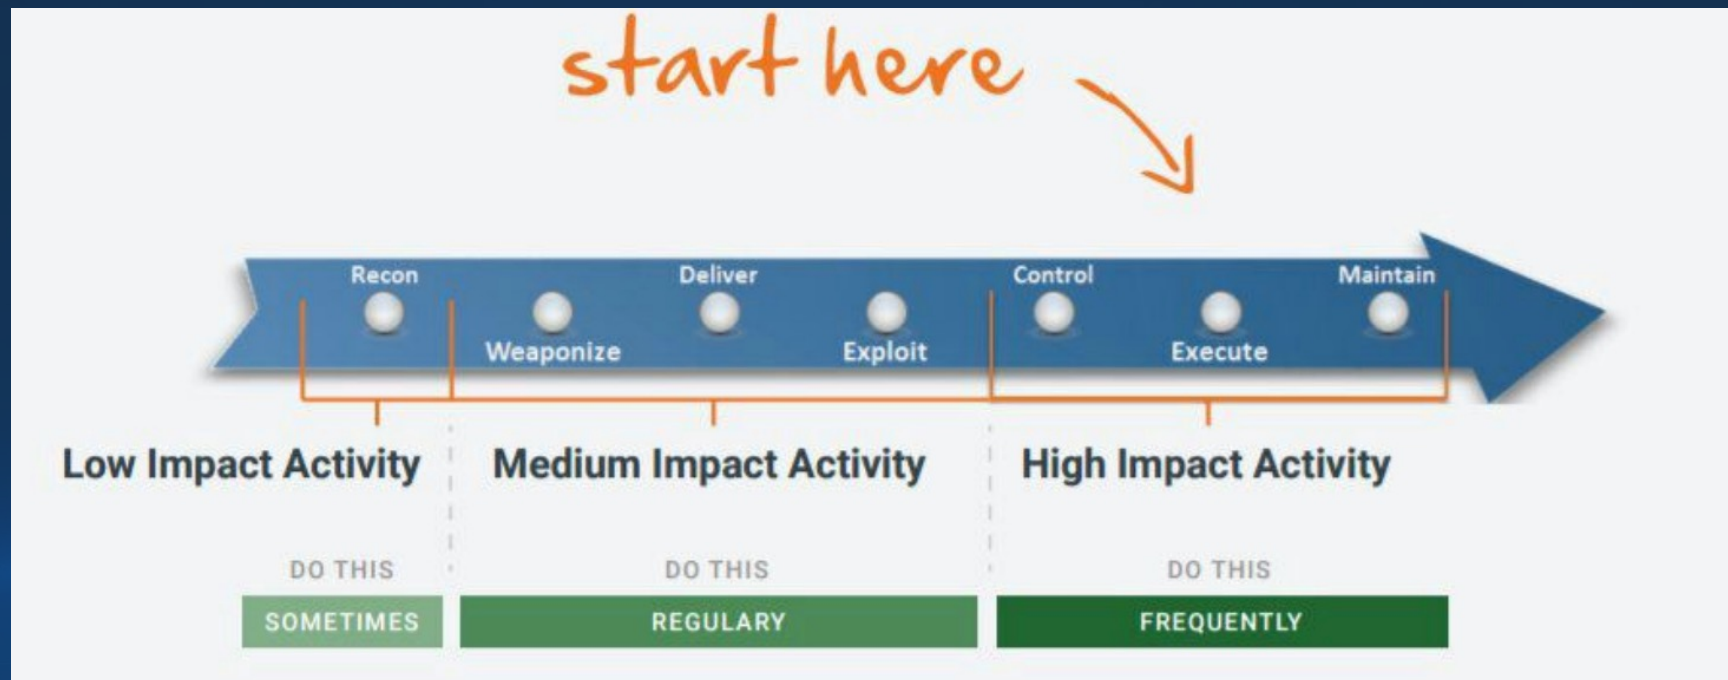 start here
Recon
Deliver
Control
Maintain
Weaponize
Exploit
Execute
Low Impact Activity
Medium Impact Activity
High Impact Activity
DO THIS
DO THIS
DO THIS
SOMETIMES
REGULARY
FREQUENTLY